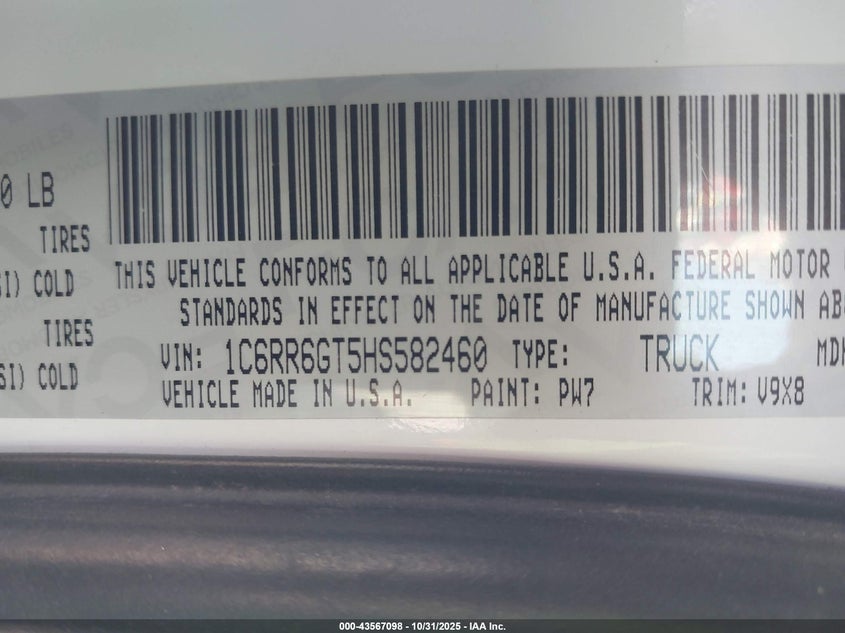 0 LB
TIRES
SI) COLD
TIRES
SI) COLD
THIS VEHICLE CONFORMS TO ALL APPLICABLE U.S.A. FEDERAL MOTOR
STANDARDS IN EFFECT ON THE DATE OF MANUFACTURE SHOWN AB
VIN: 1C6RR6GT5HS582460 TYPE: TRUCK MDH
VEHICLE MADE IN U.S.A. PAINT: PW7 TRIM: V9X8
000-43567098 - 10/31/2025 - IAA Inc.